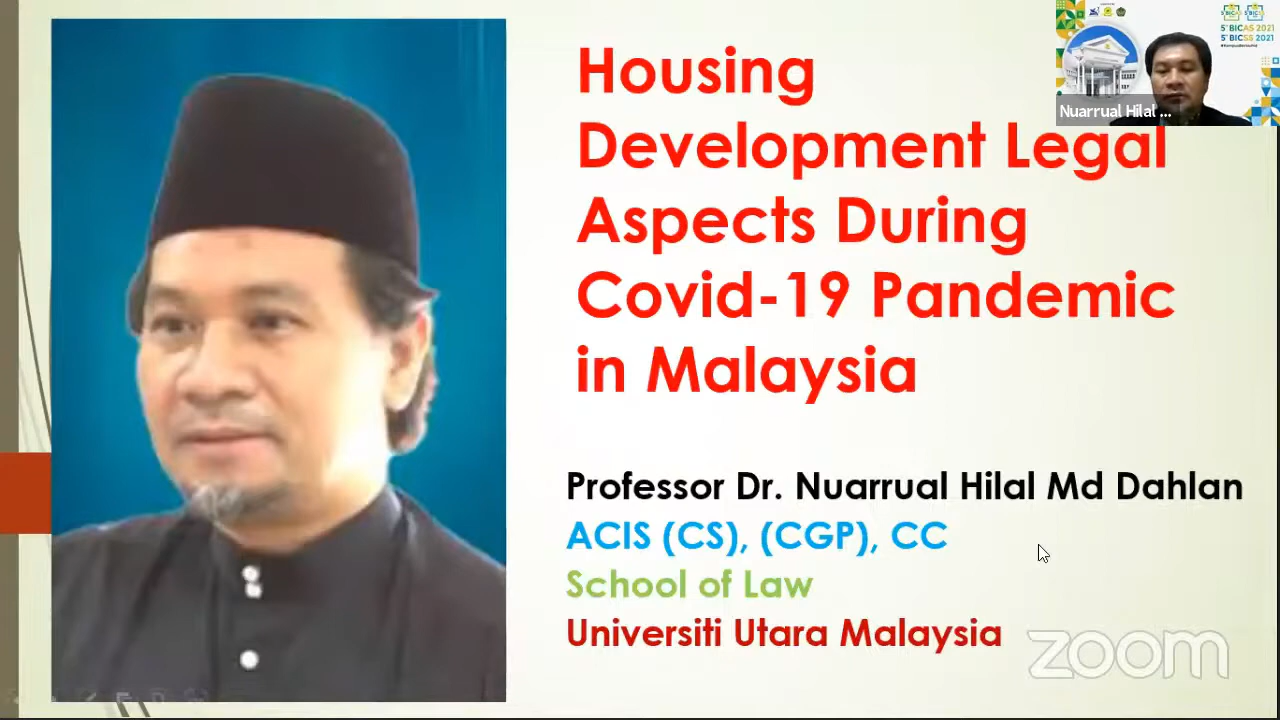 Housing
Development Legal
Aspects During
Covid-19 Pandemic
in Malaysia
Professor Dr. Nuarrual Hilal Md Dahlan
ACIS (CS), (CGP), CC
School of Law
Universiti Utara Malaysia
zoom
5th BICAS 2021
5th BICSS 2021
Nuarrual Hilal ...